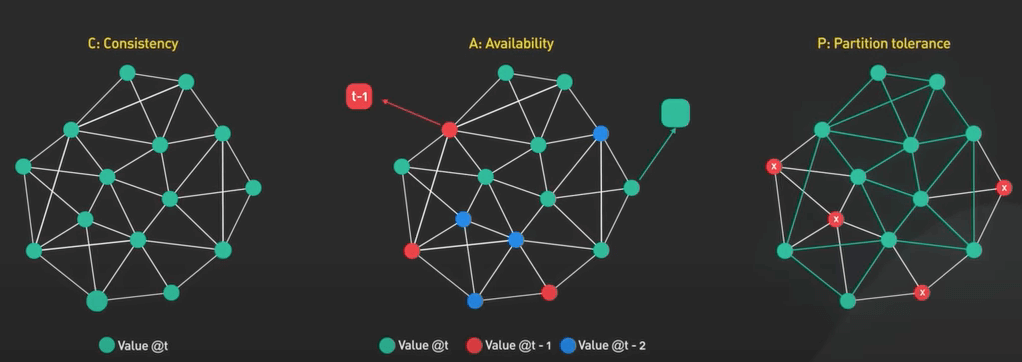 C: Consistency
A: Availability
P: Partition tolerance
t-1
x
x
x
x
Value @t
Value @t
Value @t - 1
Value @t - 2